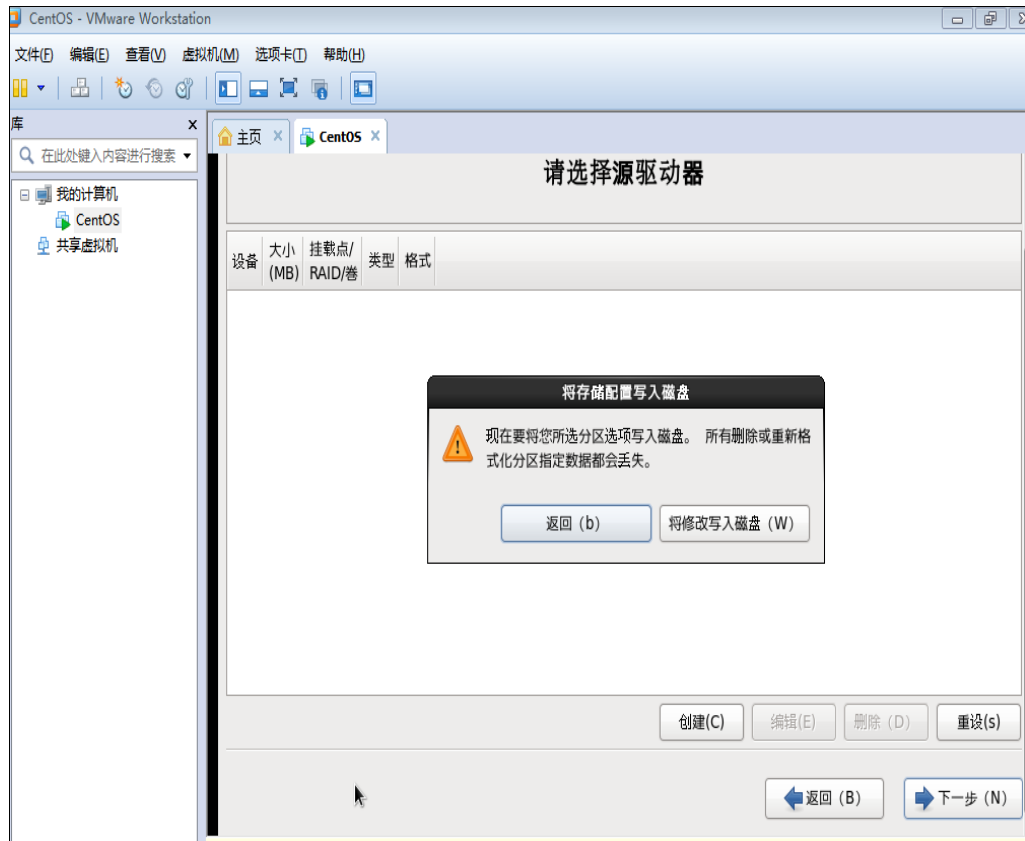 CentOS - VMware Workstation
文件(F) 编辑(E) 查看(V) 虚拟机(M) 选项卡(T) 帮助(H)
库 x
主页 × CentOS ×
在此处键入内容进行搜索
我的计算机
CentOS
共享虚拟机
请选择源驱动器
设备 大小 (MB) 挂载点/ RAID/卷 类型 格式
将存储配置写入磁盘
现在要将您所选分区选项写入磁盘。 所有删除或重新格
式化分区指定数据都会丢失。
返回（b） 将修改写入磁盘（W）
创建(C) 编辑(E) 删除（D） 重设(s)
返回（B） 下一步（N）